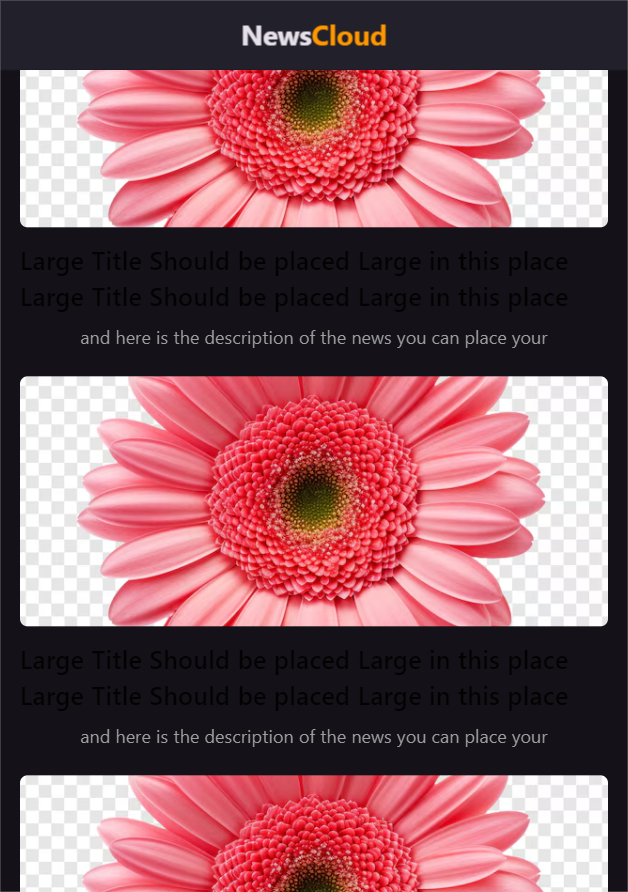 NewsCloud
Large Title Should be placed Large in this place
Large Title Should be placed Large in this place
and here is the description of the news you can place your
Large Title Should be placed Large in this place
Large Title Should be placed Large in this place
and here is the description of the news you can place your